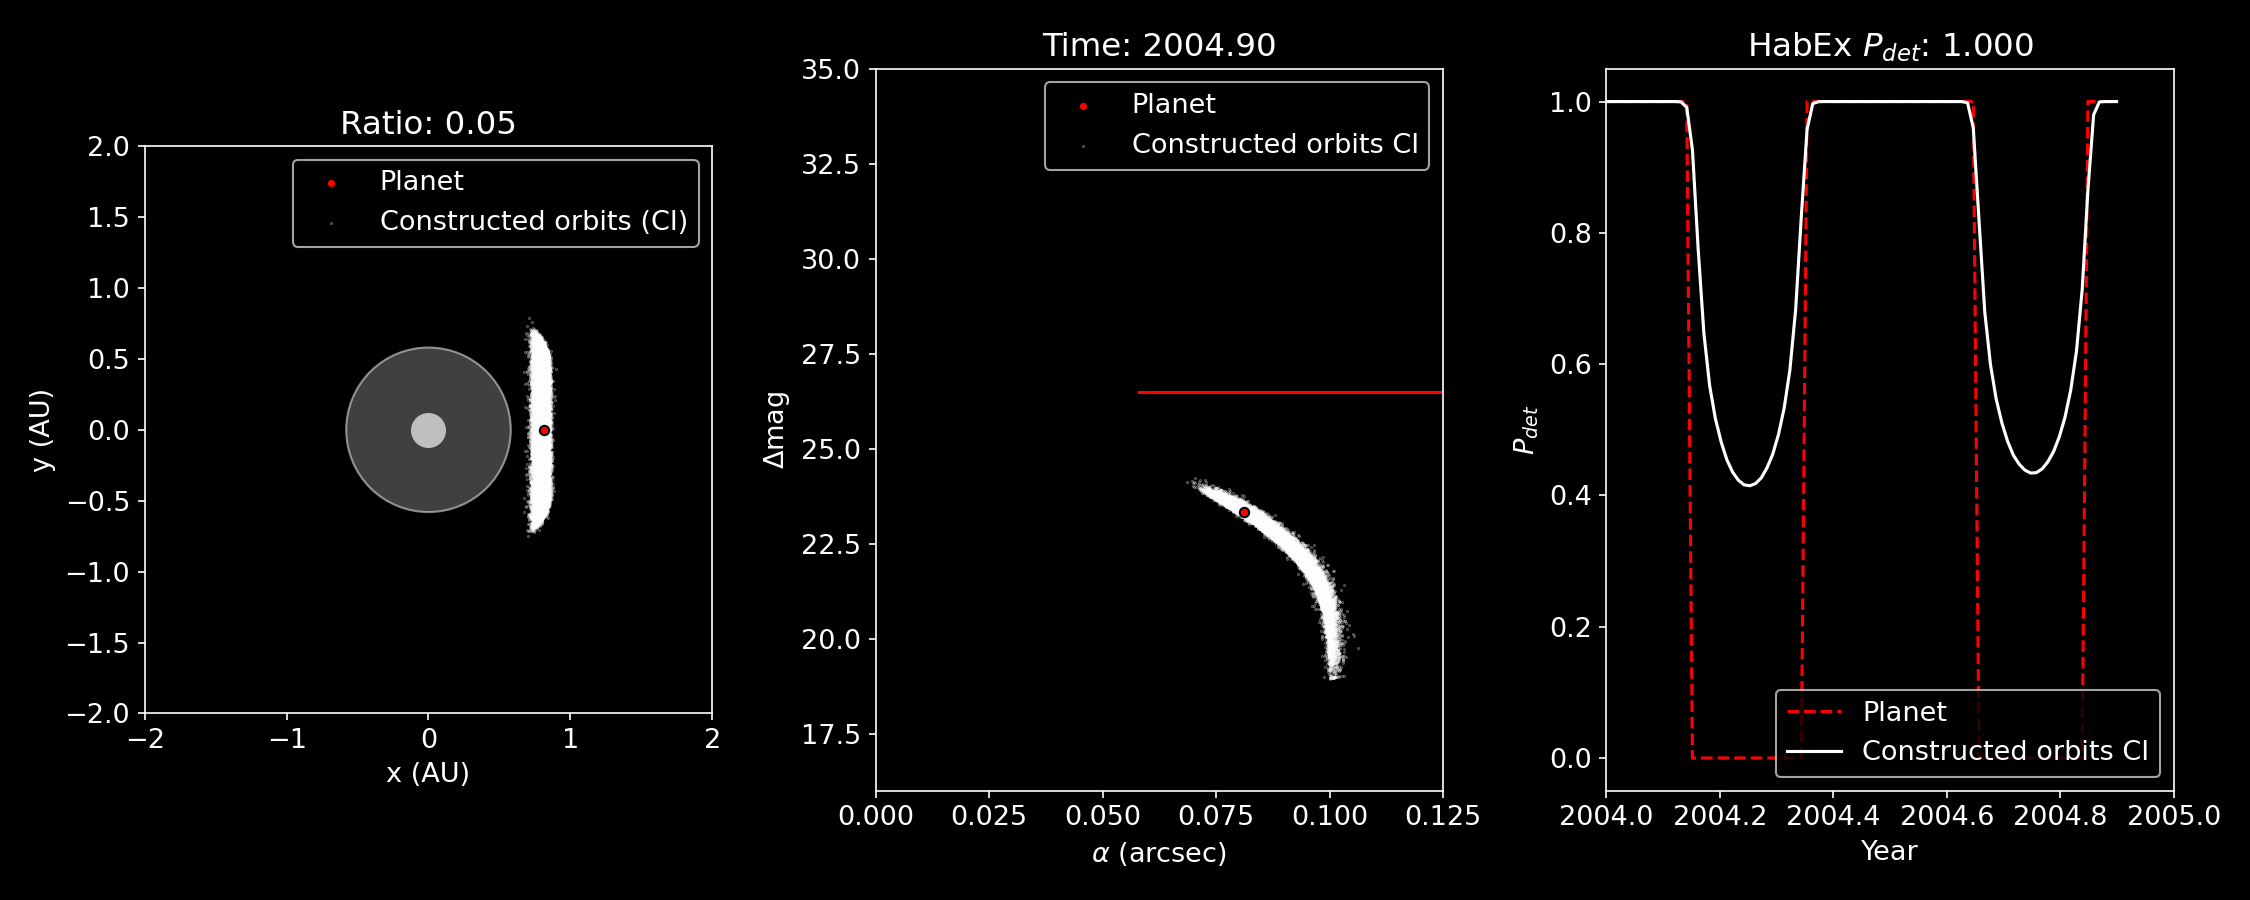 Ratio: 0.05
Planet
Constructed orbits (CI)
2.0
1.5
1.0
0.5
0.0
−0.5
−1.0
−1.5
−2.0
y (AU)
−2
−1
0
1
2
x (AU)
Time: 2004.90
Planet
Constructed orbits CI
35.0
32.5
30.0
27.5
25.0
22.5
20.0
17.5
Δmag
0.000
0.025
0.050
0.075
0.100
0.125
α (arcsec)
HabEx P_det: 1.000
1.0
0.8
0.6
0.4
0.2
0.0
P_det
Planet
Constructed orbits CI
2004.0
2004.2
2004.4
2004.6
2004.8
2005.0
Year